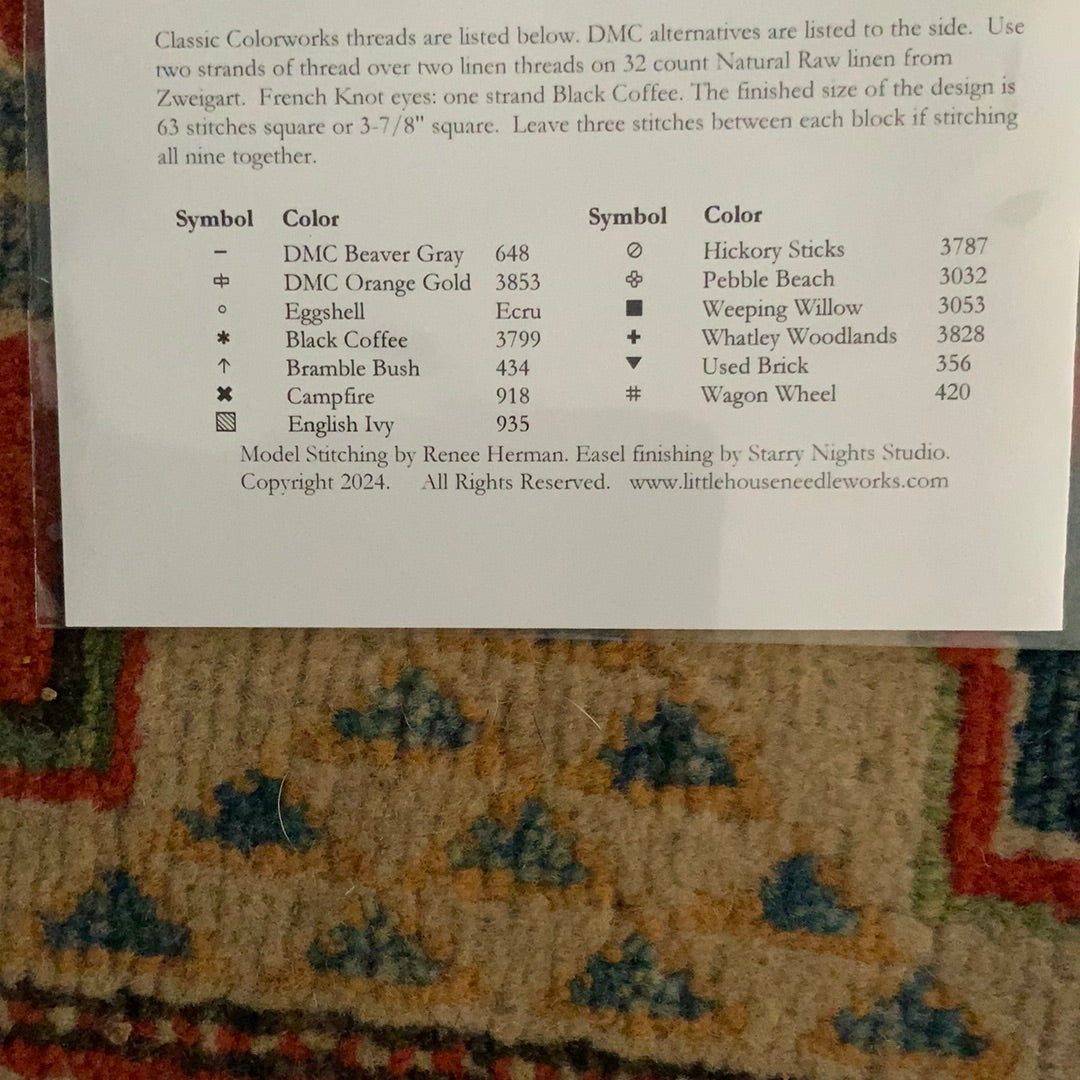 Classic Colorworks threads are listed below. DMC alternatives are listed to the side. Use
two strands of thread over two linen threads on 32 count Natural Raw linen from
Zweigart. French Knot eyes: one strand Black Coffee. The finished size of the design is
63 stitches square or 3-7/8" square. Leave three stitches between each block if stitching
all nine together.
Symbol Color Symbol Color
– DMC Beaver Gray 648 ⊘ Hickory Sticks 3787
⌽ DMC Orange Gold 3853 ✤ Pebble Beach 3032
○ Eggshell Ecru ■ Weeping Willow 3053
✱ Black Coffee 3799 ✚ Whatley Woodlands 3828
↑ Bramble Bush 434 ▼ Used Brick 356
✖ Campfire 918 # Wagon Wheel 420
▧ English Ivy 935
Model Stitching by Renee Herman. Easel finishing by Starry Nights Studio.
Copyright 2024. All Rights Reserved. www.littlehouseneedleworks.com